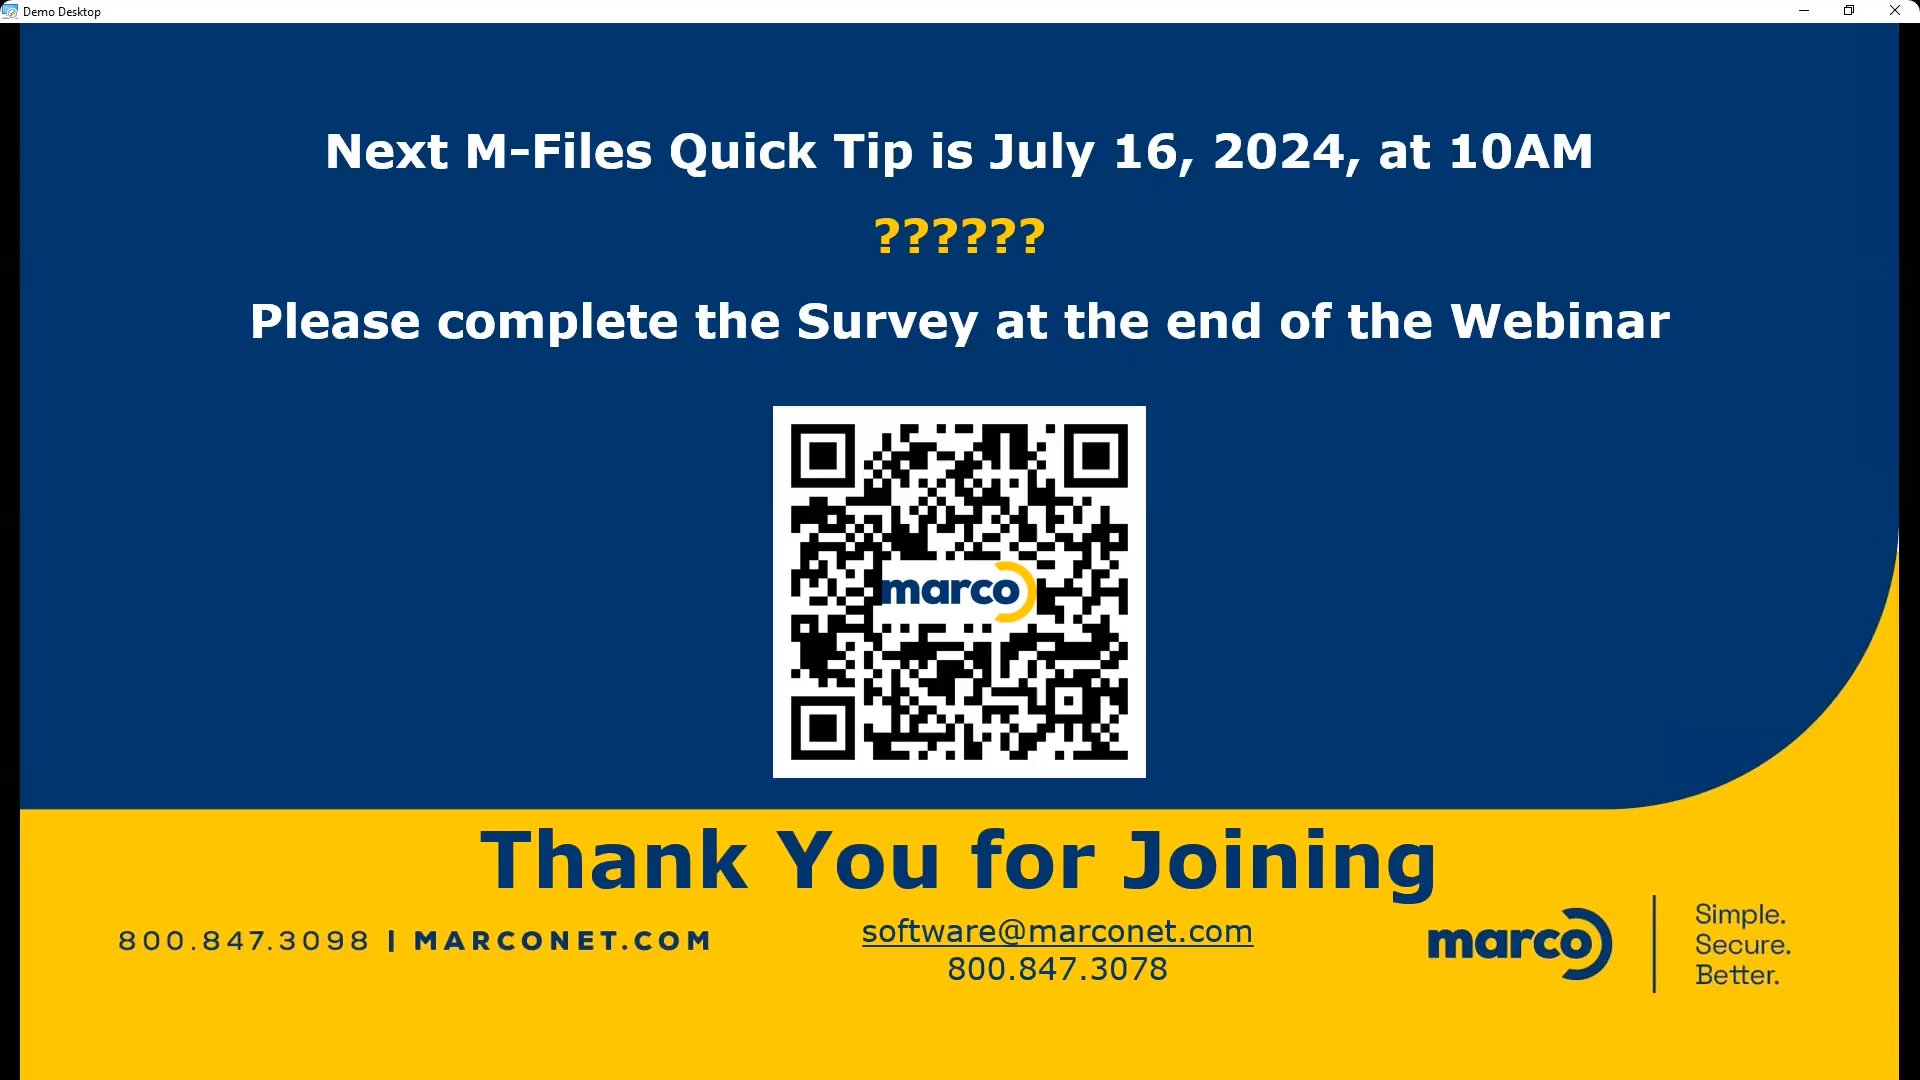 Demo Desktop
Next M-Files Quick Tip is July 16, 2024, at 10AM
??????
Please complete the Survey at the end of the Webinar
marco
Thank You for Joining
800.847.3098 | MARCONET.COM
software@marconet.com
800.847.3078
marco
Simple.
Secure.
Better.